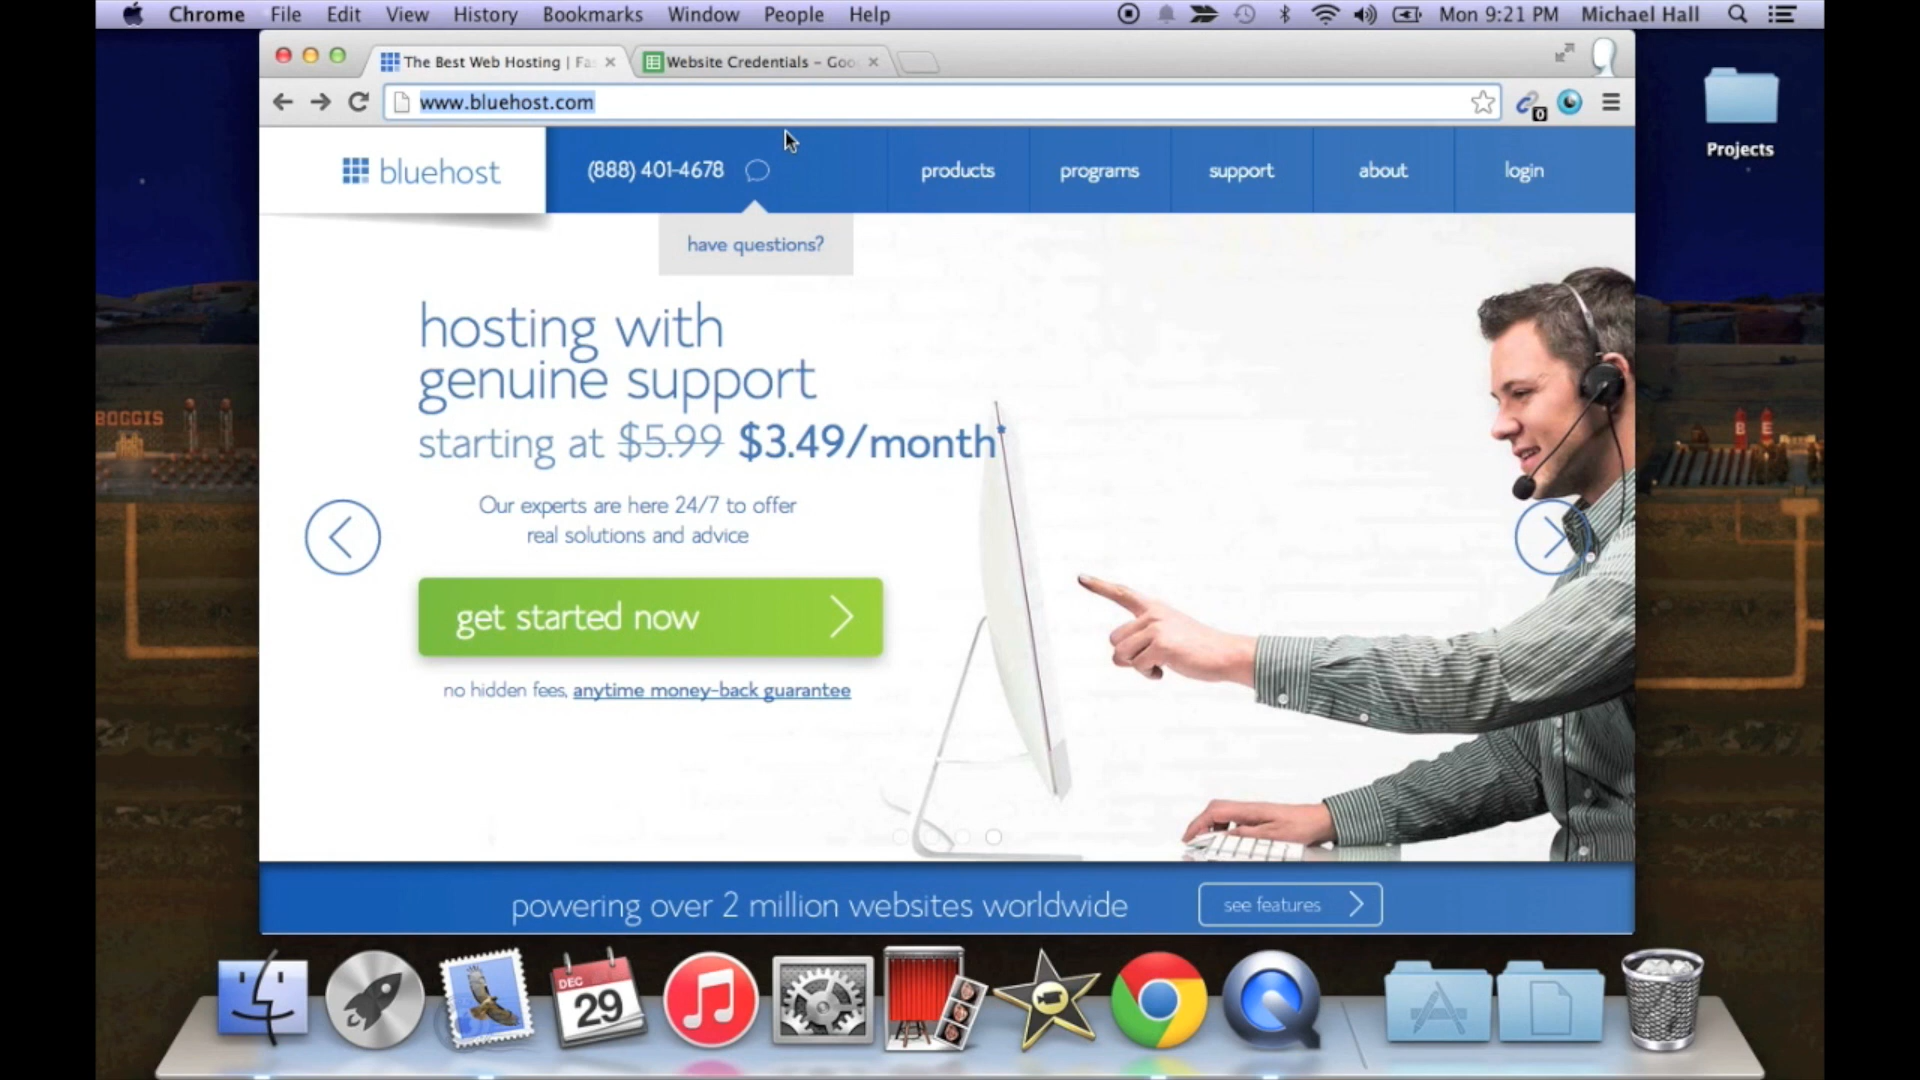 Chrome File Edit View History Bookmarks Window People Help Mon 9:21 PM Michael Hall
The Best Web Hosting | Fa
Website Credentials - Goo
www.bluehost.com
0
Projects
bluehost
(888) 401-4678
products
programs
support
about
login
have questions?
hosting with
genuine support
starting at $5.99 $3.49/month*
Our experts are here 24/7 to offer
real solutions and advice
get started now
no hidden fees, anytime money-back guarantee
BOGGIS
B E
powering over 2 million websites worldwide
see features
DEC
29